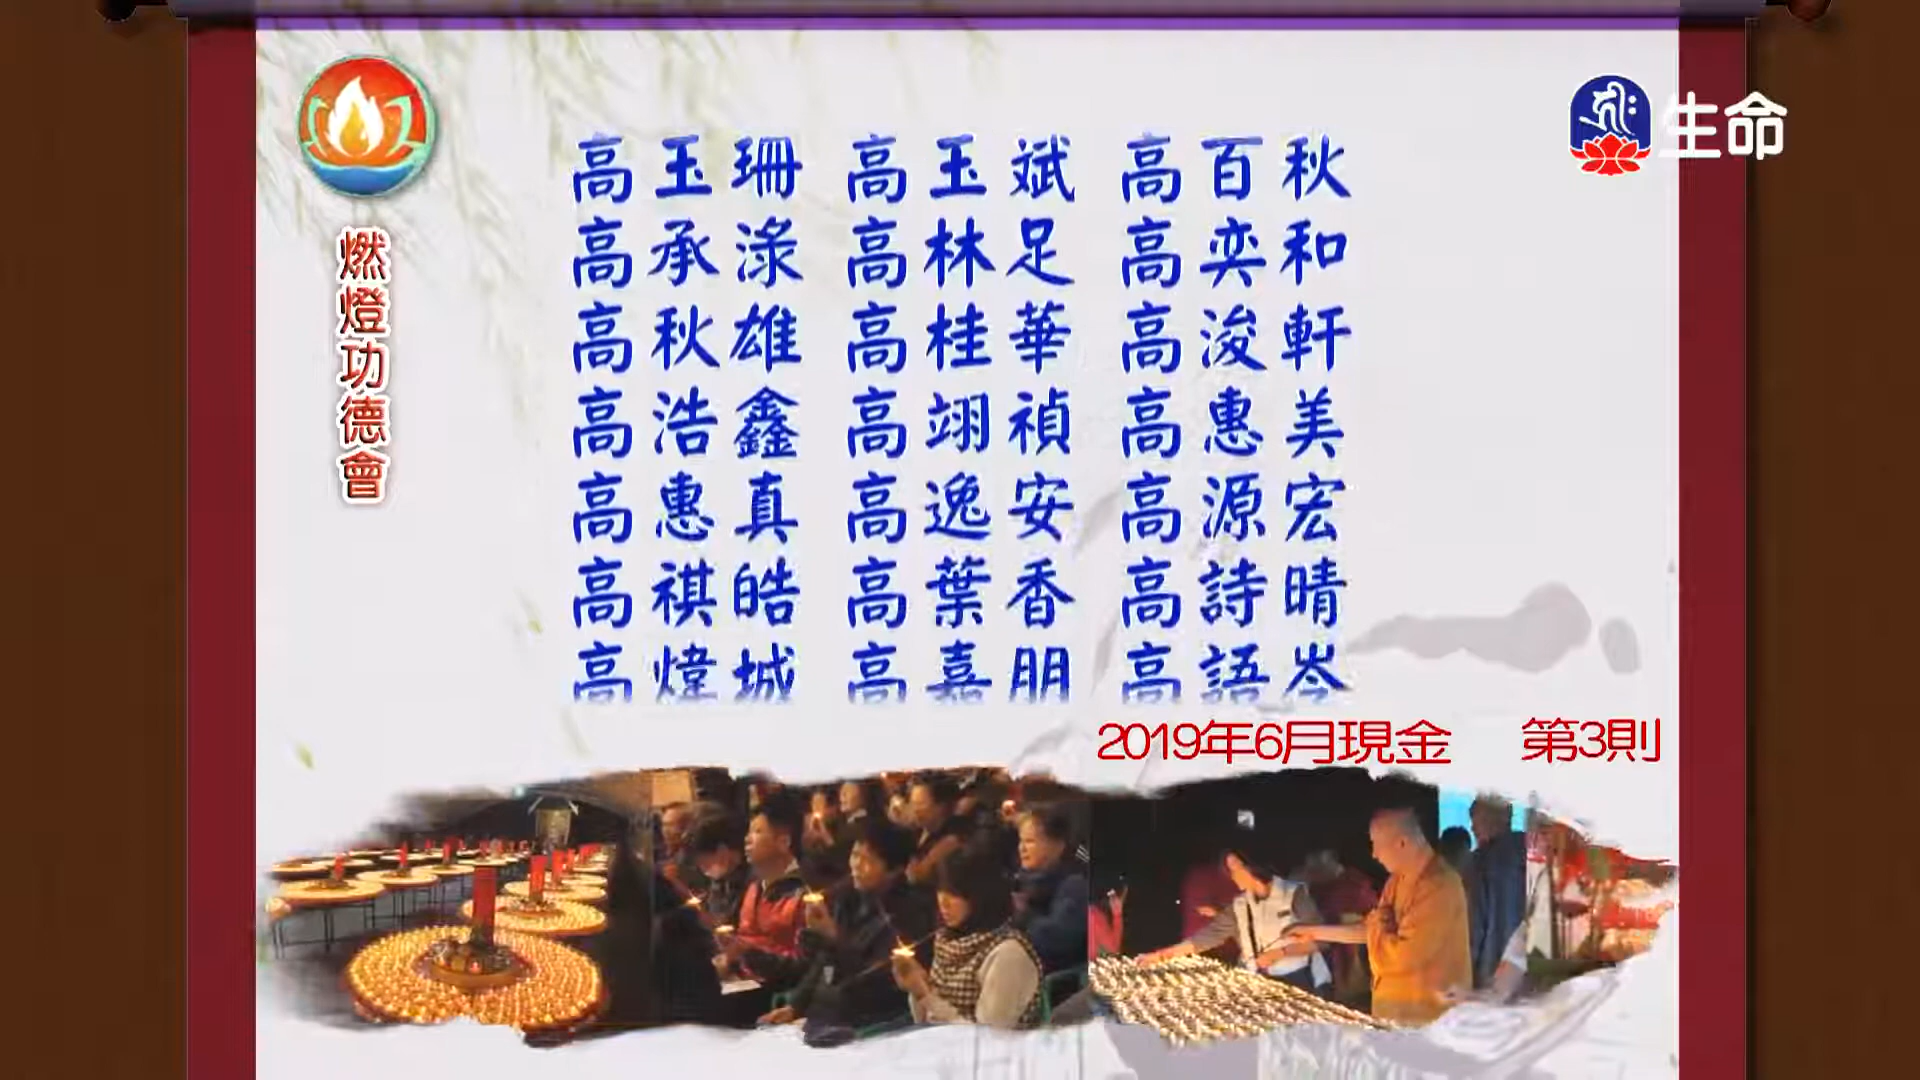 生命
燃燈功德會
高玉珊 高玉斌 高百秋
高承淥 高林足 高奕和
高秋雄 高桂華 高浚軒
高浩鑫 高翊禎 高惠美
高惠真 高逸安 高源宏
高祺皓 高葉香 高詩晴
高煒城 高嘉朋 高語岑
2019年6月現金 第3則